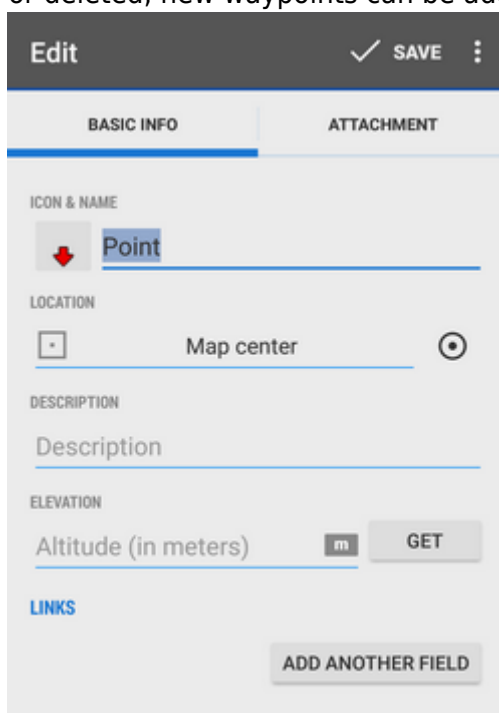 Edit
SAVE
BASIC INFO
ATTACHMENT
ICON & NAME
Point
LOCATION
Map center
DESCRIPTION
Description
ELEVATION
Altitude (in meters)
m
GET
LINKS
ADD ANOTHER FIELD